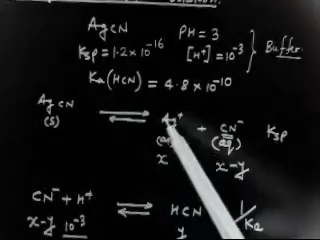 AgCN PH = 3
Ksp = 1.2 x 10⁻¹⁶ [H⁺] = 10⁻³ } Buffer
Ka (HCN) = 4.8 x 10⁻¹⁰
AgCN ⇌ Ag⁺ + CN⁻ Ksp
(S) (aq) (aq)
x x-y
CN⁻ + H⁺ ⇌ HCN 1/Ka
x-y 10⁻³ y